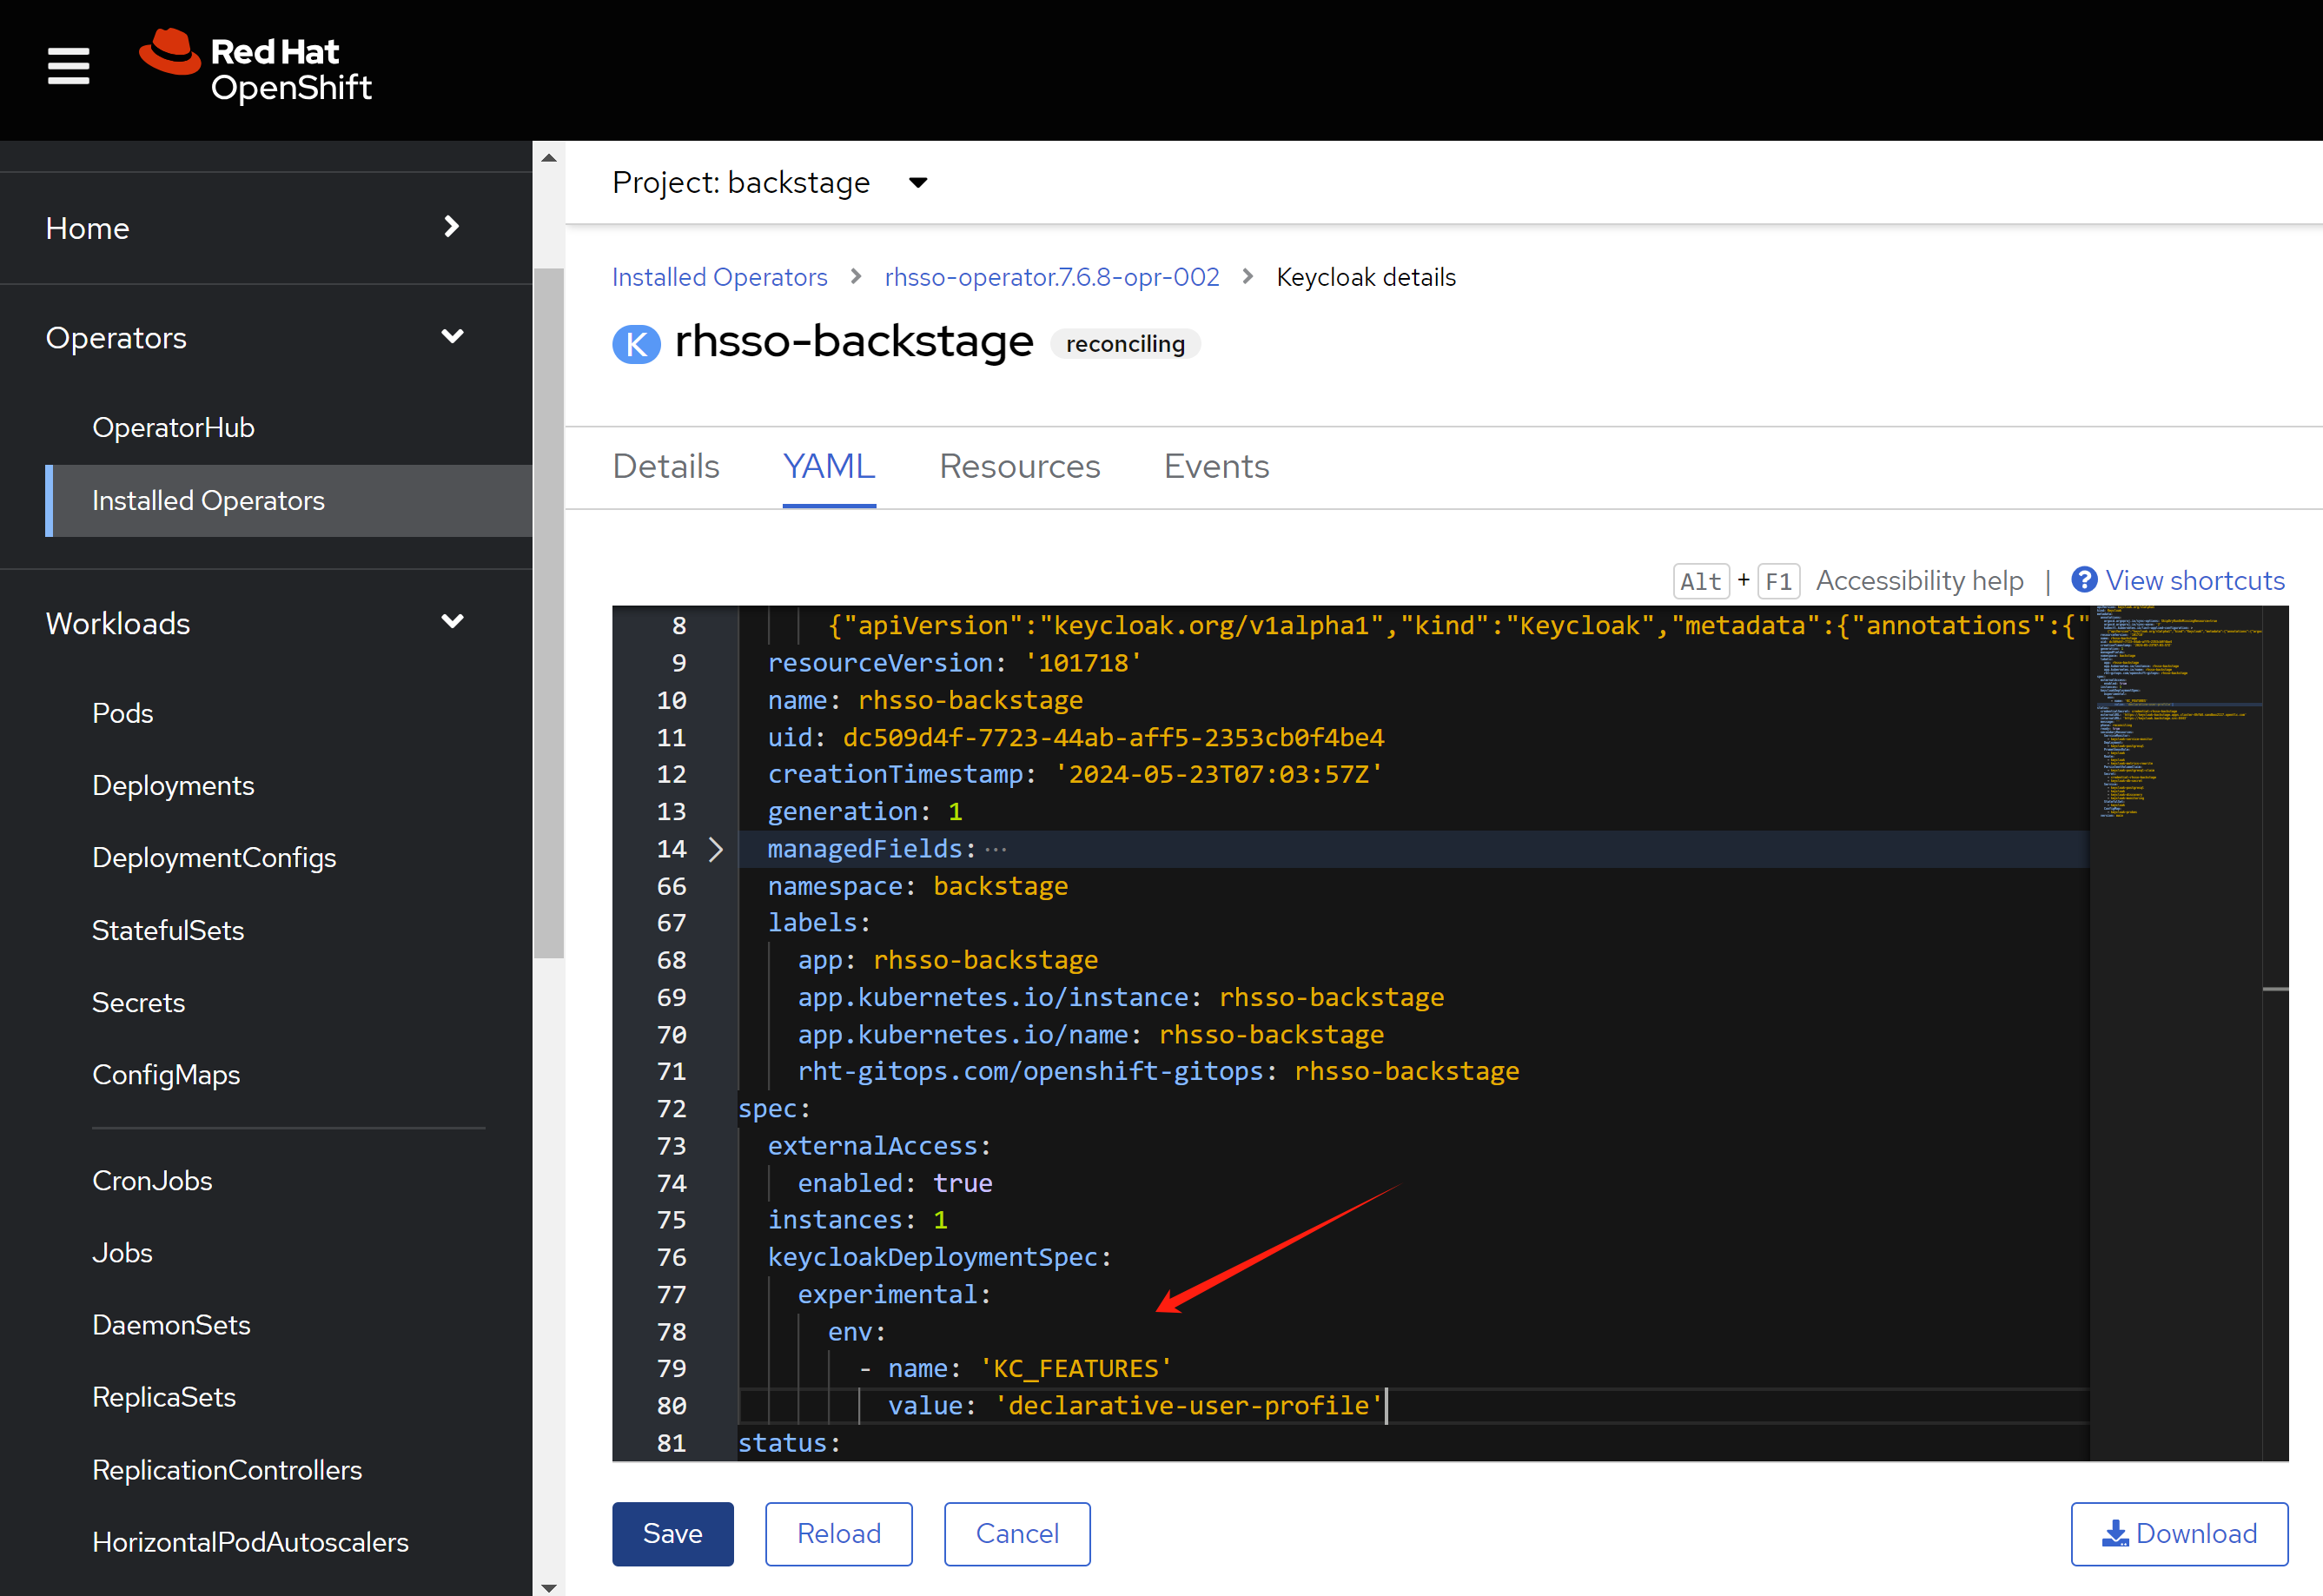 Red Hat
OpenShift
Project: backstage
Home
Operators
OperatorHub
Installed Operators
Workloads
Pods
Deployments
DeploymentConfigs
StatefulSets
Secrets
ConfigMaps
CronJobs
Jobs
DaemonSets
ReplicaSets
ReplicationControllers
HorizontalPodAutoscalers
Installed Operators > rhsso-operator.7.6.8-opr-002 > Keycloak details
K rhsso-backstage reconciling
Details YAML Resources Events
Alt + F1 Accessibility help | View shortcuts
8 {"apiVersion":"keycloak.org/v1alpha1","kind":"Keycloak","metadata":{"annotations":{"
9 resourceVersion: '101718'
10 name: rhsso-backstage
11 uid: dc509d4f-7723-44ab-aff5-2353cb0f4be4
12 creationTimestamp: '2024-05-23T07:03:57Z'
13 generation: 1
14 managedFields: ...
66 namespace: backstage
67 labels:
68 app: rhsso-backstage
69 app.kubernetes.io/instance: rhsso-backstage
70 app.kubernetes.io/name: rhsso-backstage
71 rht-gitops.com/openshift-gitops: rhsso-backstage
72 spec:
73 externalAccess:
74 enabled: true
75 instances: 1
76 keycloakDeploymentSpec:
77 experimental:
78 env:
79 - name: 'KC_FEATURES'
80 value: 'declarative-user-profile'
81 status:
Save Reload Cancel Download